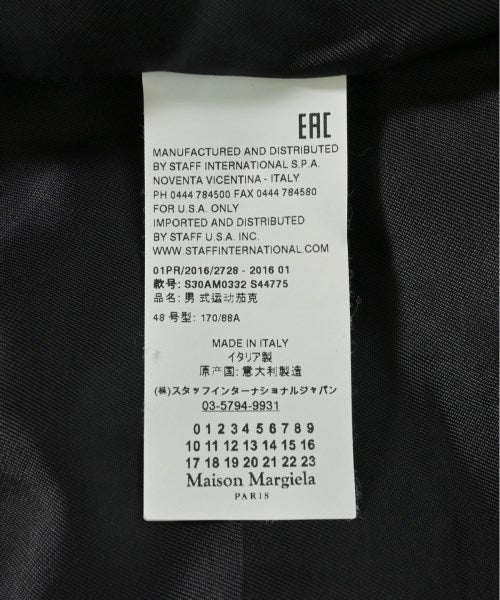 EAC
MANUFACTURED AND DISTRIBUTED
BY STAFF INTERNATIONAL S.P.A.
NOVENTA VICENTINA - ITALY
PH 0444 784500 FAX 0444 784580
FOR U.S.A. ONLY
IMPORTED AND DISTRIBUTED
BY STAFF U.S.A. INC.
WWW.STAFFINTERNATIONAL.COM
01PR/2016/2728 - 2016 01
款号: S30AM0332 S44775
品名: 男 式运动茄克
48 号型: 170/88A
MADE IN ITALY
イタリア製
原产国: 意大利製造
(株)スタッフインターナショナルジャパン
03-5794-9931
0 1 2 3 4 5 6 7 8 9
10 11 12 13 14 15 16
17 18 19 20 21 22 23
Maison Margiela
PARIS